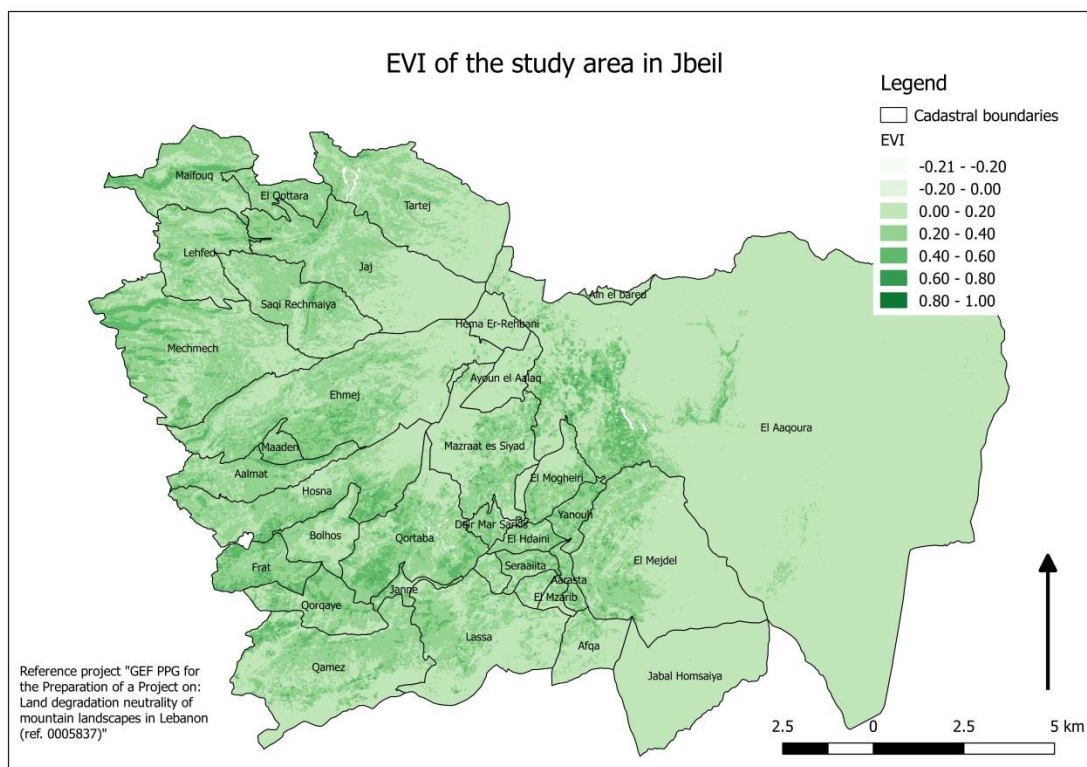 EVI of the study area in Jbeil
Legend
Cadastral boundaries
EVI
-0.21 - -0.20
-0.20 - 0.00
0.00 - 0.20
0.20 - 0.40
0.40 - 0.60
0.60 - 0.80
0.80 - 1.00
Maifouq
El Qottara
Tartej
Lehfed
Jaj
Saqi Rechmaiya
Ain el bared
Hema Er-Rehbani
Mechmech
Ayoun el Aalaq
Ehmej
El Aaqoura
Maaden
Mazraat es Siyad
Aalmat
El Mogheiri
Hosna
Yanouh
Deir Mar Sarkis
Bolhos
Qortaba
El Hdaini
El Mejdel
Frat
Seraaiita
Aarasta
Janne
El Mzarib
Qorqaye
Lassa
Afqa
Qamez
Jabal Homsaiya
Reference project "GEF PPG for
the Preparation of a Project on:
Land degradation neutrality of
mountain landscapes in Lebanon
(ref. 0005837)"
2.5 0 2.5 5 km